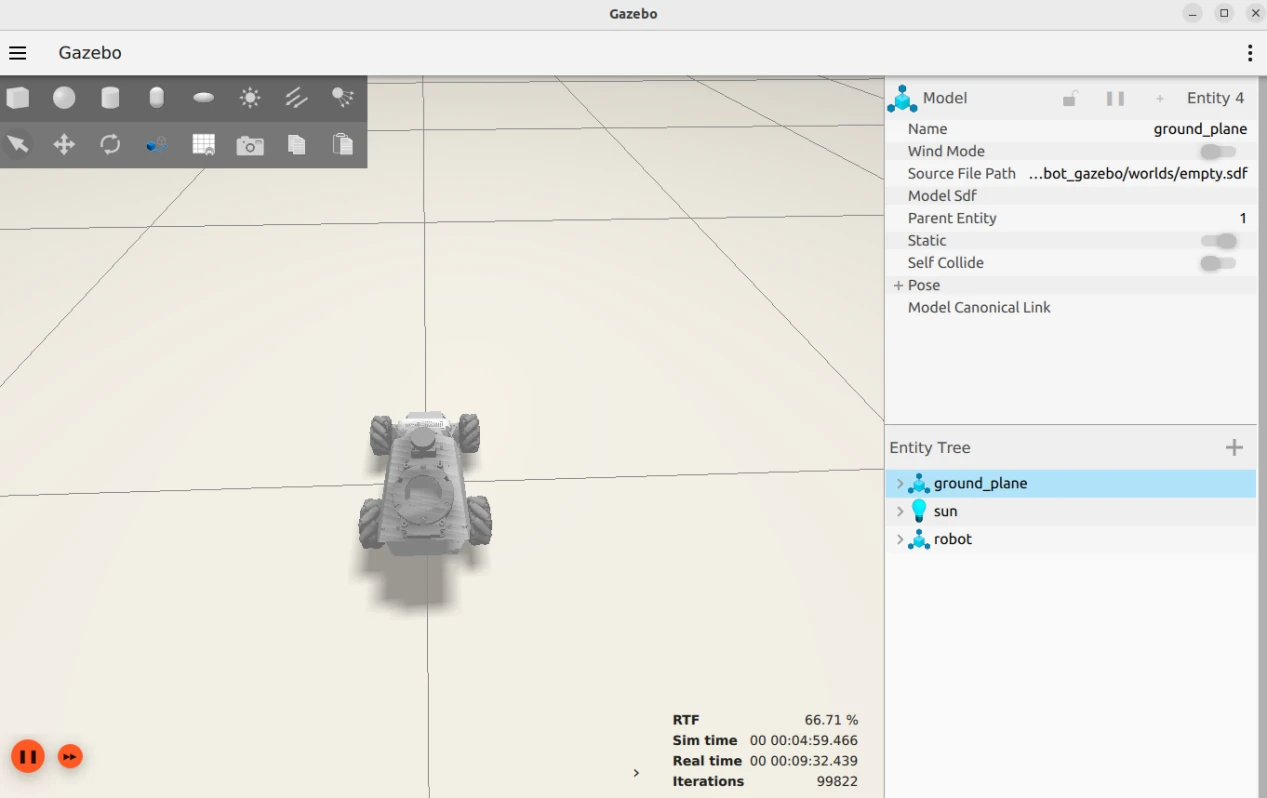 Gazebo
Gazebo
Model Entity 4
Name ground_plane
Wind Mode
Source File Path ...bot_gazebo/worlds/empty.sdf
Model Sdf
Parent Entity 1
Static
Self Collide
Pose
Model Canonical Link
Entity Tree
ground_plane
sun
robot
RTF 66.71 %
Sim time 00 00:04:59.466
Real time 00 00:09:32.439
Iterations 99822